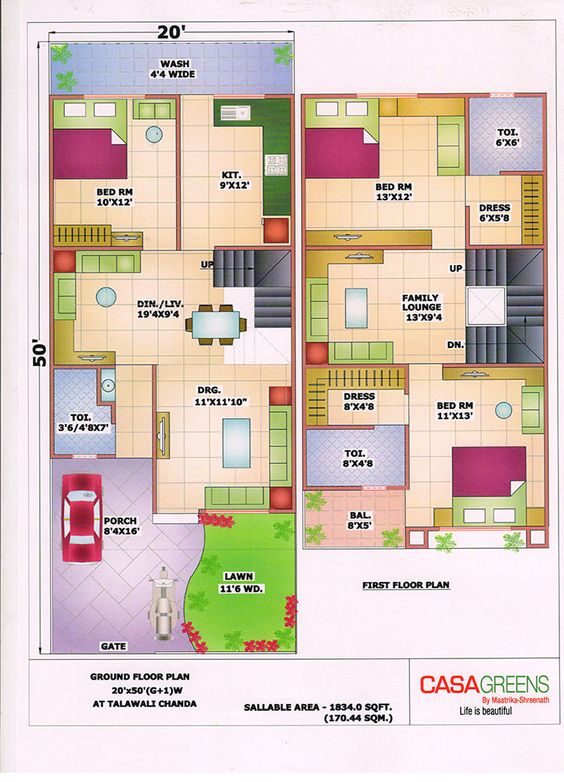 20'
WASH
4'4 WIDE
50'
BED RM
10'X12'
KIT.
9'X12'
UP
DIN./LIV.
19'4X9'4
DRG.
11'X11'10"
TOI.
3'6/4'8X7'
PORCH
8'4X16'
LAWN
11'6 WD.
GATE
TOI.
6'X6'
BED RM
13'X12'
DRESS
6'X5'8
UP
FAMILY
LOUNGE
13'X9'4
DN.
DRESS
8'X4'8
BED RM
11'X13'
TOI.
8'X4'8
BAL.
8'X5'
FIRST FLOOR PLAN
GROUND FLOOR PLAN
20'x50'(G+1)W
AT TALAWALI CHANDA
SALLABLE AREA - 1834.0 SQFT.
(170.44 SQM.)
CASAGREENS
By Maatrika-Shreenath
Life is beautiful